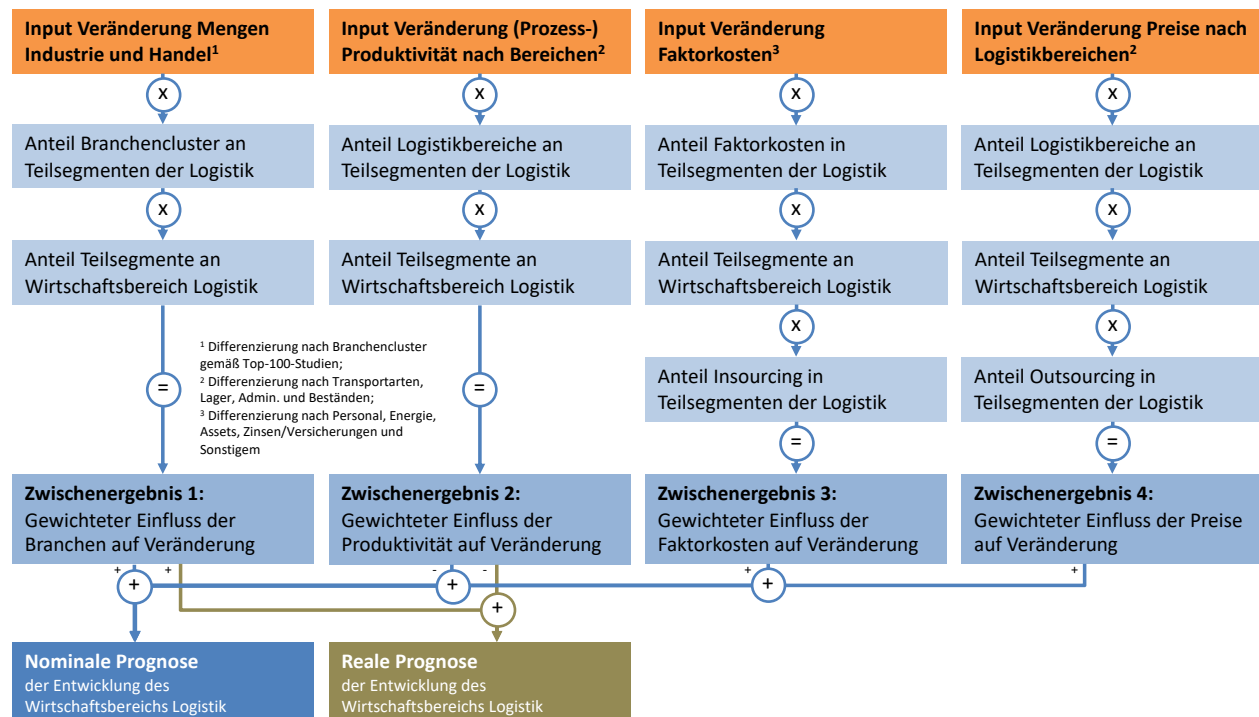 Input Veränderung Mengen
Industrie und Handel¹
Input Veränderung (Prozess-)
Produktivität nach Bereichen²
Input Veränderung
Faktorkosten³
Input Veränderung Preise nach
Logistikbereichen²
x
x
x
x
Anteil Branchencluster an
Teilsegmenten der Logistik
Anteil Logistikbereiche an
Teilsegmenten der Logistik
Anteil Faktorkosten in
Teilsegmenten der Logistik
Anteil Logistikbereiche an
Teilsegmenten der Logistik
x
x
x
x
Anteil Teilsegmente an
Wirtschaftsbereich Logistik
Anteil Teilsegmente an
Wirtschaftsbereich Logistik
Anteil Teilsegmente an
Wirtschaftsbereich Logistik
Anteil Teilsegmente an
Wirtschaftsbereich Logistik
x
x
¹ Differenzierung nach Branchencluster
gemäß Top-100-Studien;
² Differenzierung nach Transportarten,
Lager, Admin. und Beständen;
³ Differenzierung nach Personal, Energie,
Assets, Zinsen/Versicherungen und
Sonstigem
Anteil Insourcing in
Teilsegmenten der Logistik
Anteil Outsourcing in
Teilsegmenten der Logistik
=
=
=
=
Zwischenergebnis 1:
Gewichteter Einfluss der
Branchen auf Veränderung
Zwischenergebnis 2:
Gewichteter Einfluss der
Produktivität auf Veränderung
Zwischenergebnis 3:
Gewichteter Einfluss der
Faktorkosten auf Veränderung
Zwischenergebnis 4:
Gewichteter Einfluss der Preise
auf Veränderung
+
+
-
-
+
+
+
+
+
+
Nominale Prognose
der Entwicklung des
Wirtschaftsbereichs Logistik
Reale Prognose
der Entwicklung des
Wirtschaftsbereichs Logistik